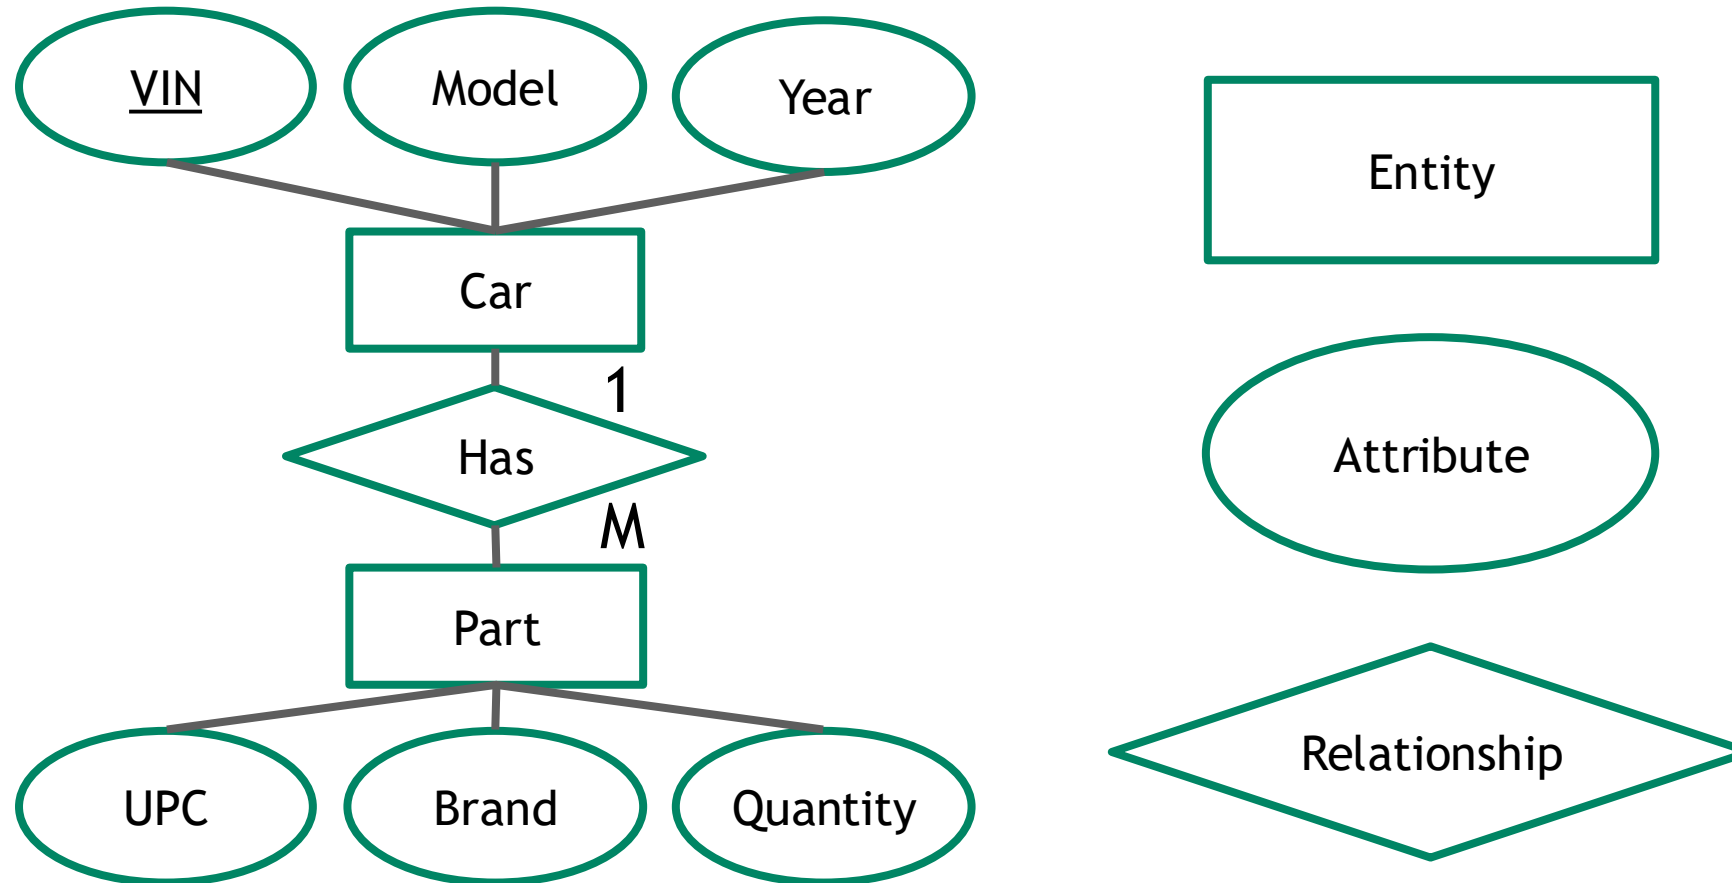 VIN
Model
Year
Car
1
Has
M
Part
UPC
Brand
Quantity
Entity
Attribute
Relationship